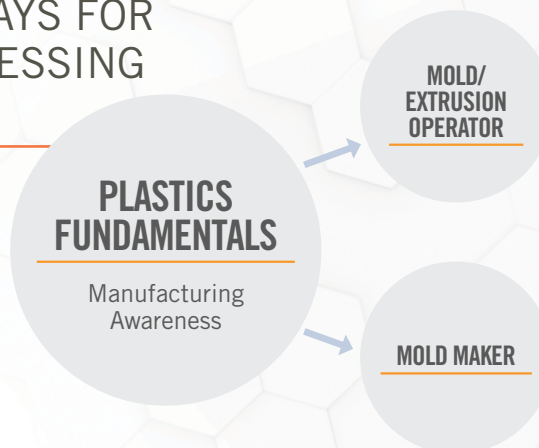 AYS FOR
ESSING
PLASTICS
FUNDAMENTALS
Manufacturing
Awareness
MOLD/
EXTRUSION
OPERATOR
MOLD MAKER